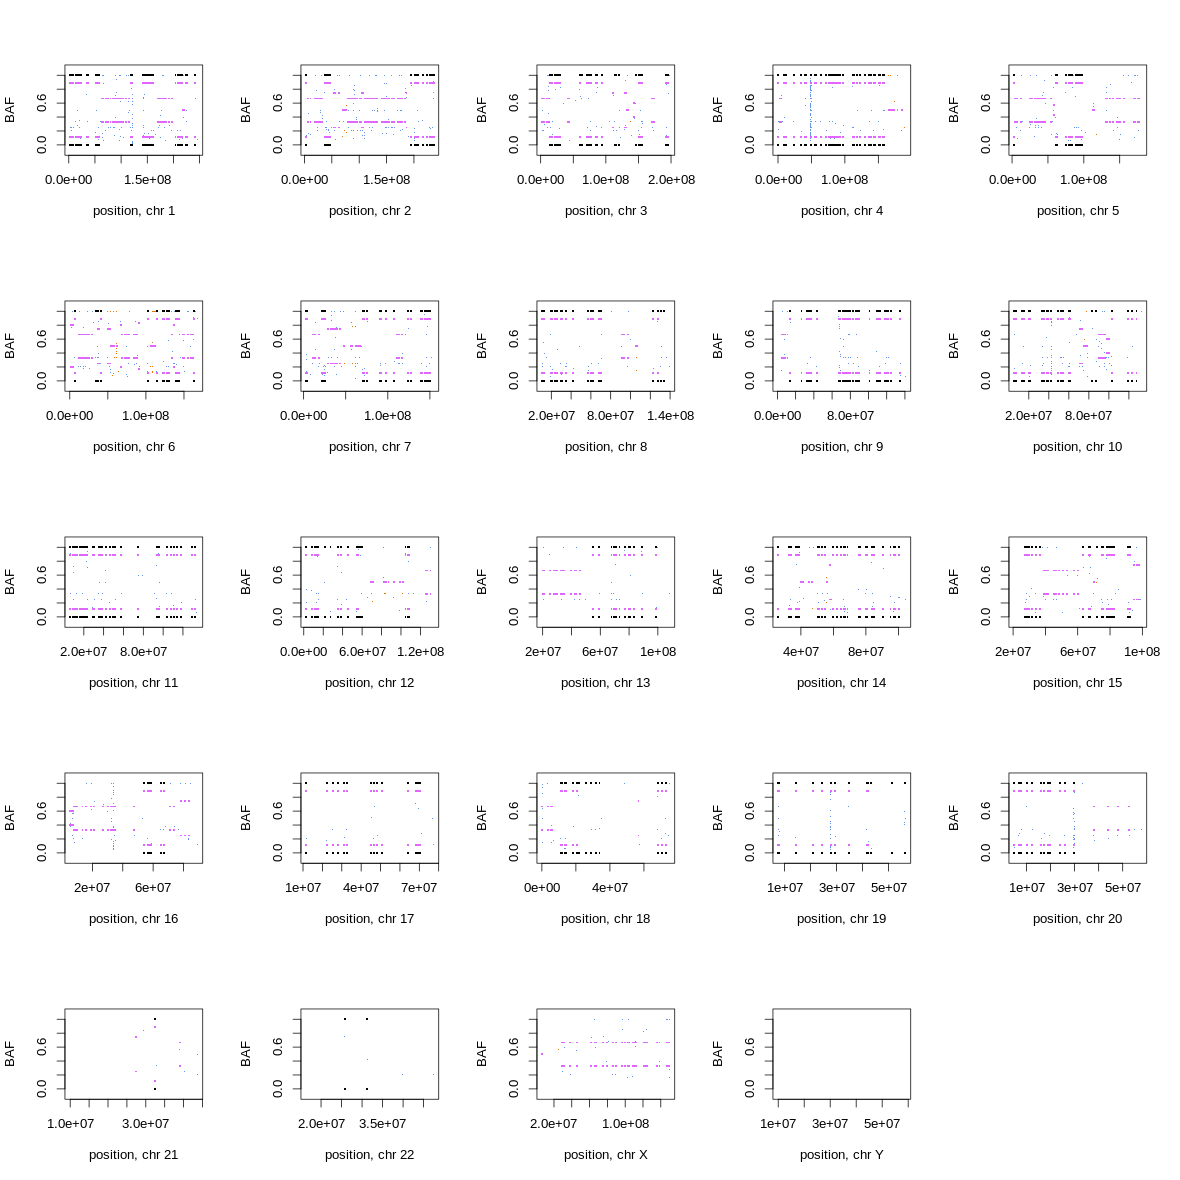 BAF
0.0 0.6
0.0e+00 1.5e+08
position, chr 1
BAF
0.0 0.6
0.0e+00 1.5e+08
position, chr 2
BAF
0.0 0.6
0.0e+00 1.0e+08 2.0e+08
position, chr 3
BAF
0.0 0.6
0.0e+00 1.0e+08
position, chr 4
BAF
0.0 0.6
0.0e+00 1.0e+08
position, chr 5
BAF
0.0 0.6
0.0e+00 1.0e+08
position, chr 6
BAF
0.0 0.6
0.0e+00 1.0e+08
position, chr 7
BAF
0.0 0.6
2.0e+07 8.0e+07 1.4e+08
position, chr 8
BAF
0.0 0.6
0.0e+00 8.0e+07
position, chr 9
BAF
0.0 0.6
2.0e+07 8.0e+07
position, chr 10
BAF
0.0 0.6
2.0e+07 8.0e+07
position, chr 11
BAF
0.0 0.6
0.0e+00 6.0e+07 1.2e+08
position, chr 12
BAF
0.0 0.6
2e+07 6e+07 1e+08
position, chr 13
BAF
0.0 0.6
4e+07 8e+07
position, chr 14
BAF
0.0 0.6
2e+07 6e+07 1e+08
position, chr 15
BAF
0.0 0.6
2e+07 6e+07
position, chr 16
BAF
0.0 0.6
1e+07 4e+07 7e+07
position, chr 17
BAF
0.0 0.6
0e+00 4e+07
position, chr 18
BAF
0.0 0.6
1e+07 3e+07 5e+07
position, chr 19
BAF
0.0 0.6
1e+07 3e+07 5e+07
position, chr 20
BAF
0.0 0.6
1.0e+07 3.0e+07
position, chr 21
BAF
0.0 0.6
2.0e+07 3.5e+07
position, chr 22
BAF
0.0 0.6
2.0e+07 1.0e+08
position, chr X
BAF
0.0 0.6
1e+07 3e+07 5e+07
position, chr Y